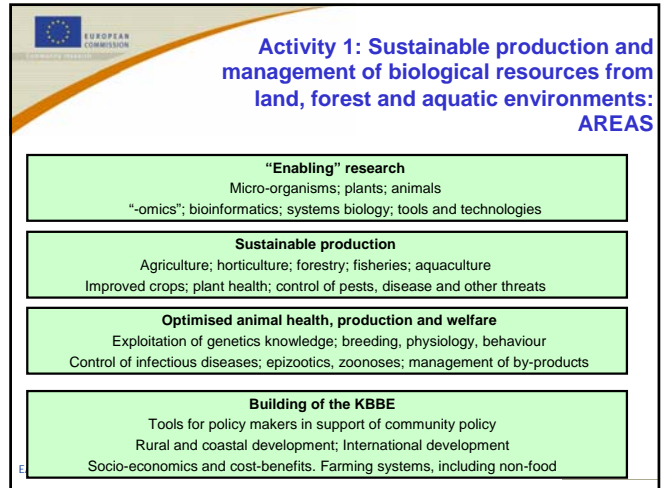 EUROPEAN
COMMISSION
Community research
Activity 1: Sustainable production and
management of biological resources from
land, forest and aquatic environments:
AREAS
“Enabling” research
Micro-organisms; plants; animals
“-omics”; bioinformatics; systems biology; tools and technologies
Sustainable production
Agriculture; horticulture; forestry; fisheries; aquaculture
Improved crops; plant health; control of pests, disease and other threats
Optimised animal health, production and welfare
Exploitation of genetics knowledge; breeding, physiology, behaviour
Control of infectious diseases; epizootics, zoonoses; management of by-products
Building of the KBBE
Tools for policy makers in support of community policy
Rural and coastal development; International development
Socio-economics and cost-benefits. Farming systems, including non-food